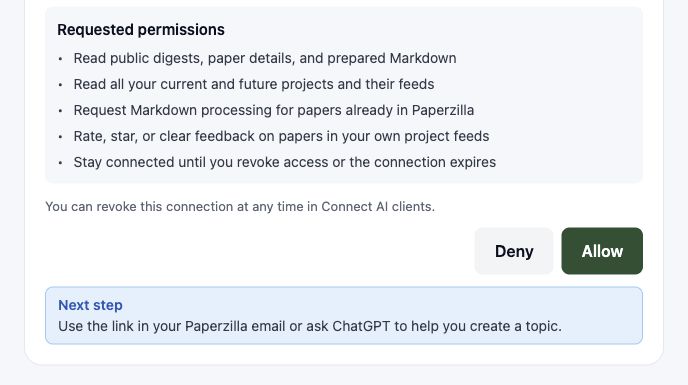 Requested permissions
• Read public digests, paper details, and prepared Markdown
• Read all your current and future projects and their feeds
• Request Markdown processing for papers already in Paperzilla
• Rate, star, or clear feedback on papers in your own project feeds
• Stay connected until you revoke access or the connection expires
You can revoke this connection at any time in Connect AI clients.
Deny Allow
Next step
Use the link in your Paperzilla email or ask ChatGPT to help you create a topic.